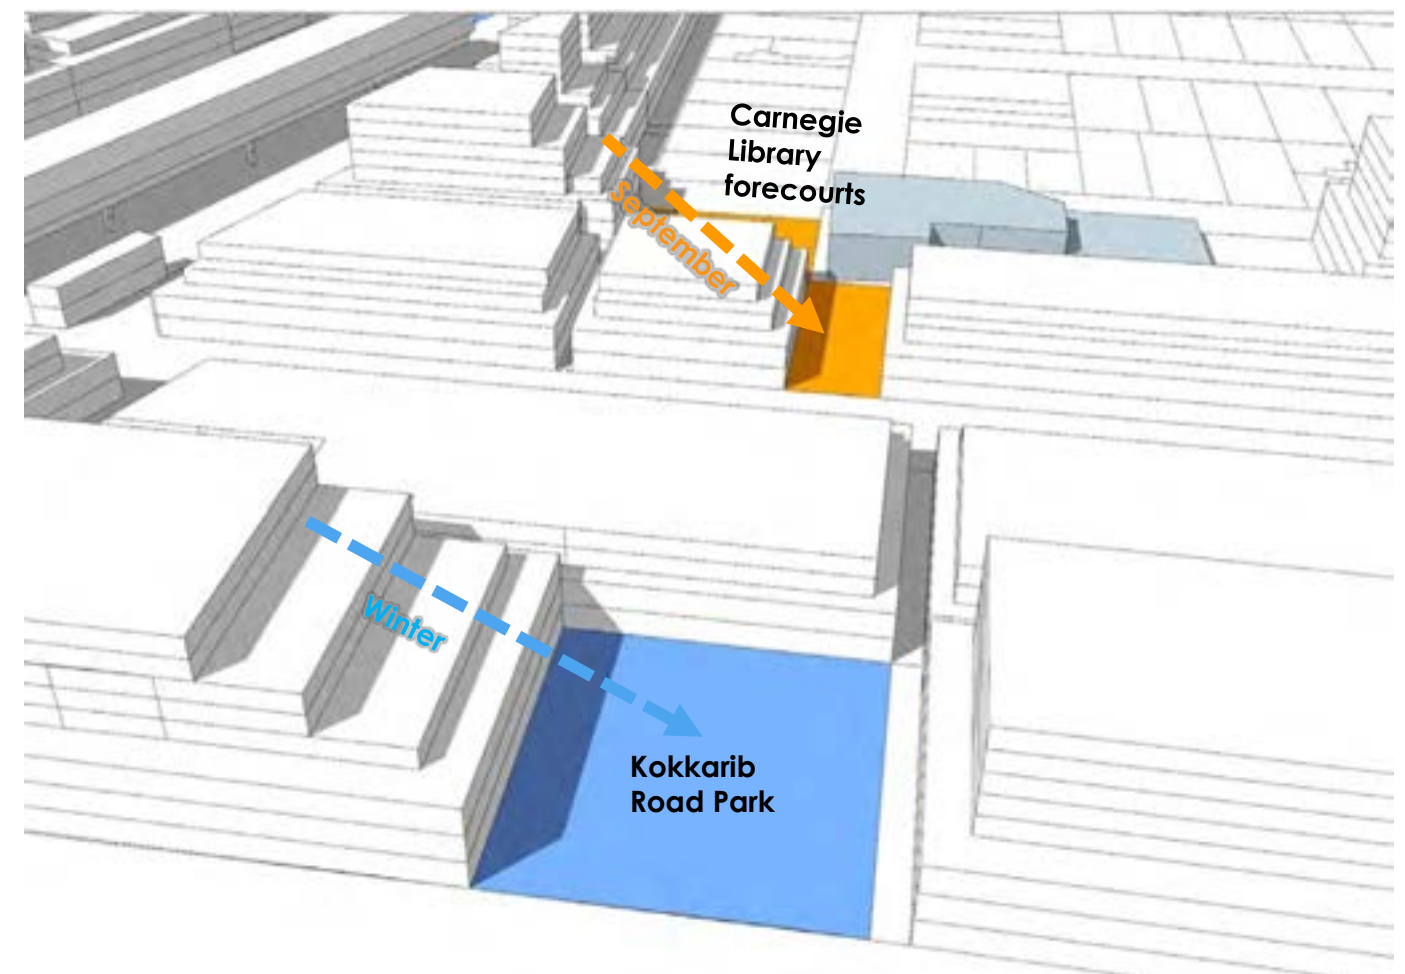 Carnegie
Library
forecourts
September
Winter
Kokkarib
Road Park